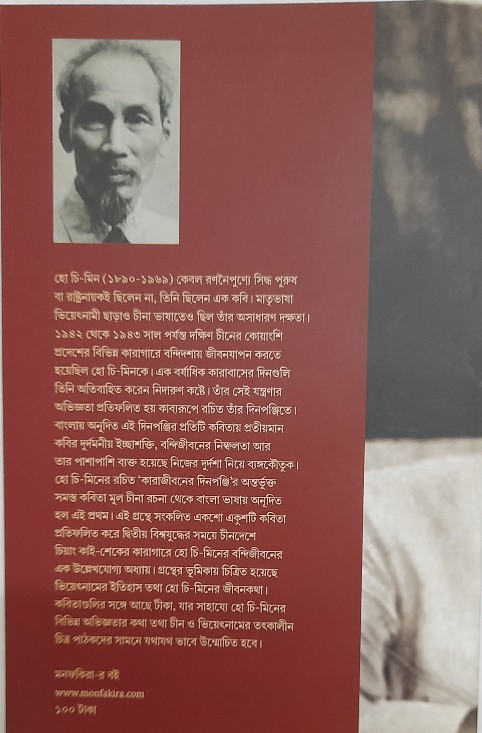 হো চি-মিন (১৮৯০-১৯৬৯) কেবল রণনৈপুণ্যে সিদ্ধ পুরুষ
বা রাষ্ট্রনায়কই ছিলেন না, তিনি ছিলেন এক কবি। মাতৃভাষা
ভিয়েৎনামী ছাড়াও চীনা ভাষাতেও ছিল তাঁর অসাধারণ দক্ষতা।
১৯৪২ থেকে ১৯৪৩ সাল পর্যন্ত দক্ষিণ চীনের কোয়াংশি
প্রদেশের বিভিন্ন কারাগারে বন্দিদশায় জীবনযাপন করতে
হয়েছিল হো চি-মিনকে। এক বর্ষাধিক কারাবাসের দিনগুলি
তিনি অতিবাহিত করেন নিদারুণ কষ্টে। তাঁর সেই যন্ত্রণার
অভিজ্ঞতা প্রতিফলিত হয় কাব্যরূপে রচিত তাঁর দিনপঞ্জিতে।
বাংলায় অনূদিত এই দিনপঞ্জির প্রতিটি কবিতায় প্রতীয়মান
কবির দুর্দমনীয় ইচ্ছাশক্তি, বন্দিজীবনের নিষ্ফলতা আর
তার পাশাপাশি ব্যক্ত হয়েছে নিজের দুর্দশা নিয়ে ব্যঙ্গকৌতুক।
হো চি-মিনের রচিত ‘কারাজীবনের দিনপঞ্জি’র অন্তর্ভুক্ত
সমস্ত কবিতা মূল চীনা রচনা থেকে বাংলা ভাষায় অনূদিত
হল এই প্রথম। এই গ্রন্থে সংকলিত একশো একুশটি কবিতা
প্রতিফলিত করে দ্বিতীয় বিশ্বযুদ্ধের সময়ে চীনদেশে
চিয়াং কাই-শেকের কারাগারে হো চি-মিনের বন্দিজীবনের
এক উল্লেখযোগ্য অধ্যায়। গ্রন্থের ভূমিকায় চিত্রিত হয়েছে
ভিয়েৎনামের ইতিহাস তথা হো চি-মিনের জীবনকথা।
কবিতাগুলির সঙ্গে আছে টীকা, যার সাহায্যে হো চি-মিনের
বিভিন্ন অভিজ্ঞতার কথা তথা চীন ও ভিয়েৎনামের তৎকালীন
চিত্র পাঠকদের সামনে যথাযথ ভাবে উন্মোচিত হবে।
মনফকিরা-র বই
www.monfakira.com
১০০ টাকা